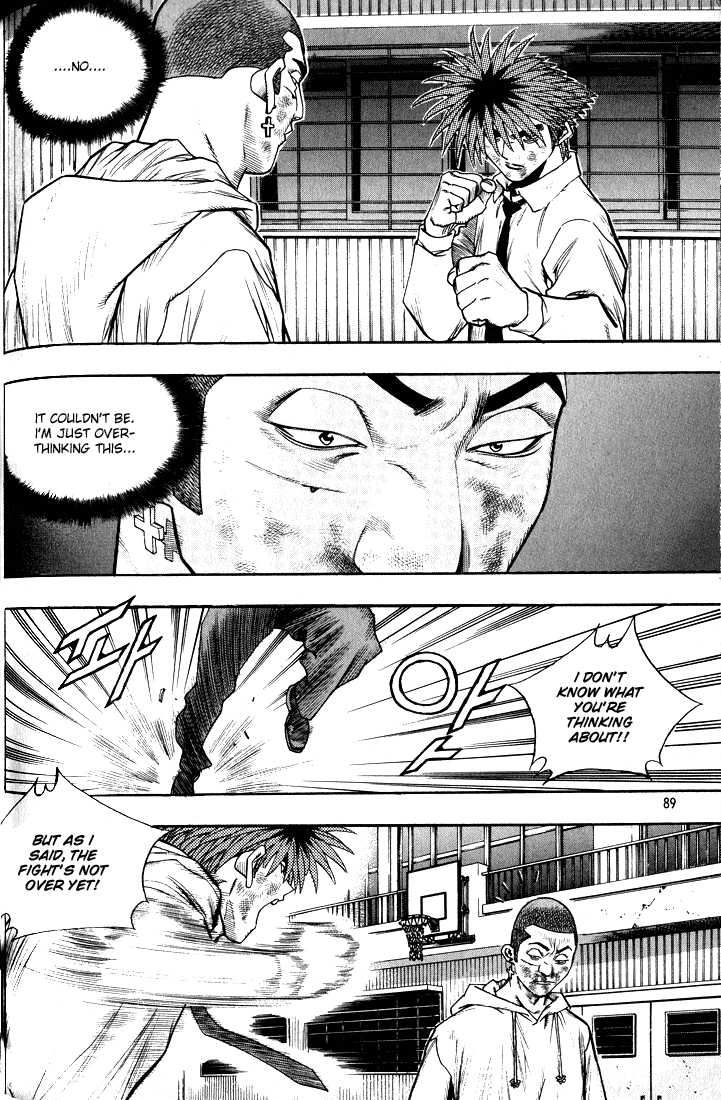 ....NO....
IT COULDN'T BE.
I'M JUST OVER-
THINKING THIS...
I DON'T
KNOW WHAT
YOU'RE
THINKING
ABOUT!!
89
BUT AS I
SAID, THE
FIGHT'S NOT
OVER YET!